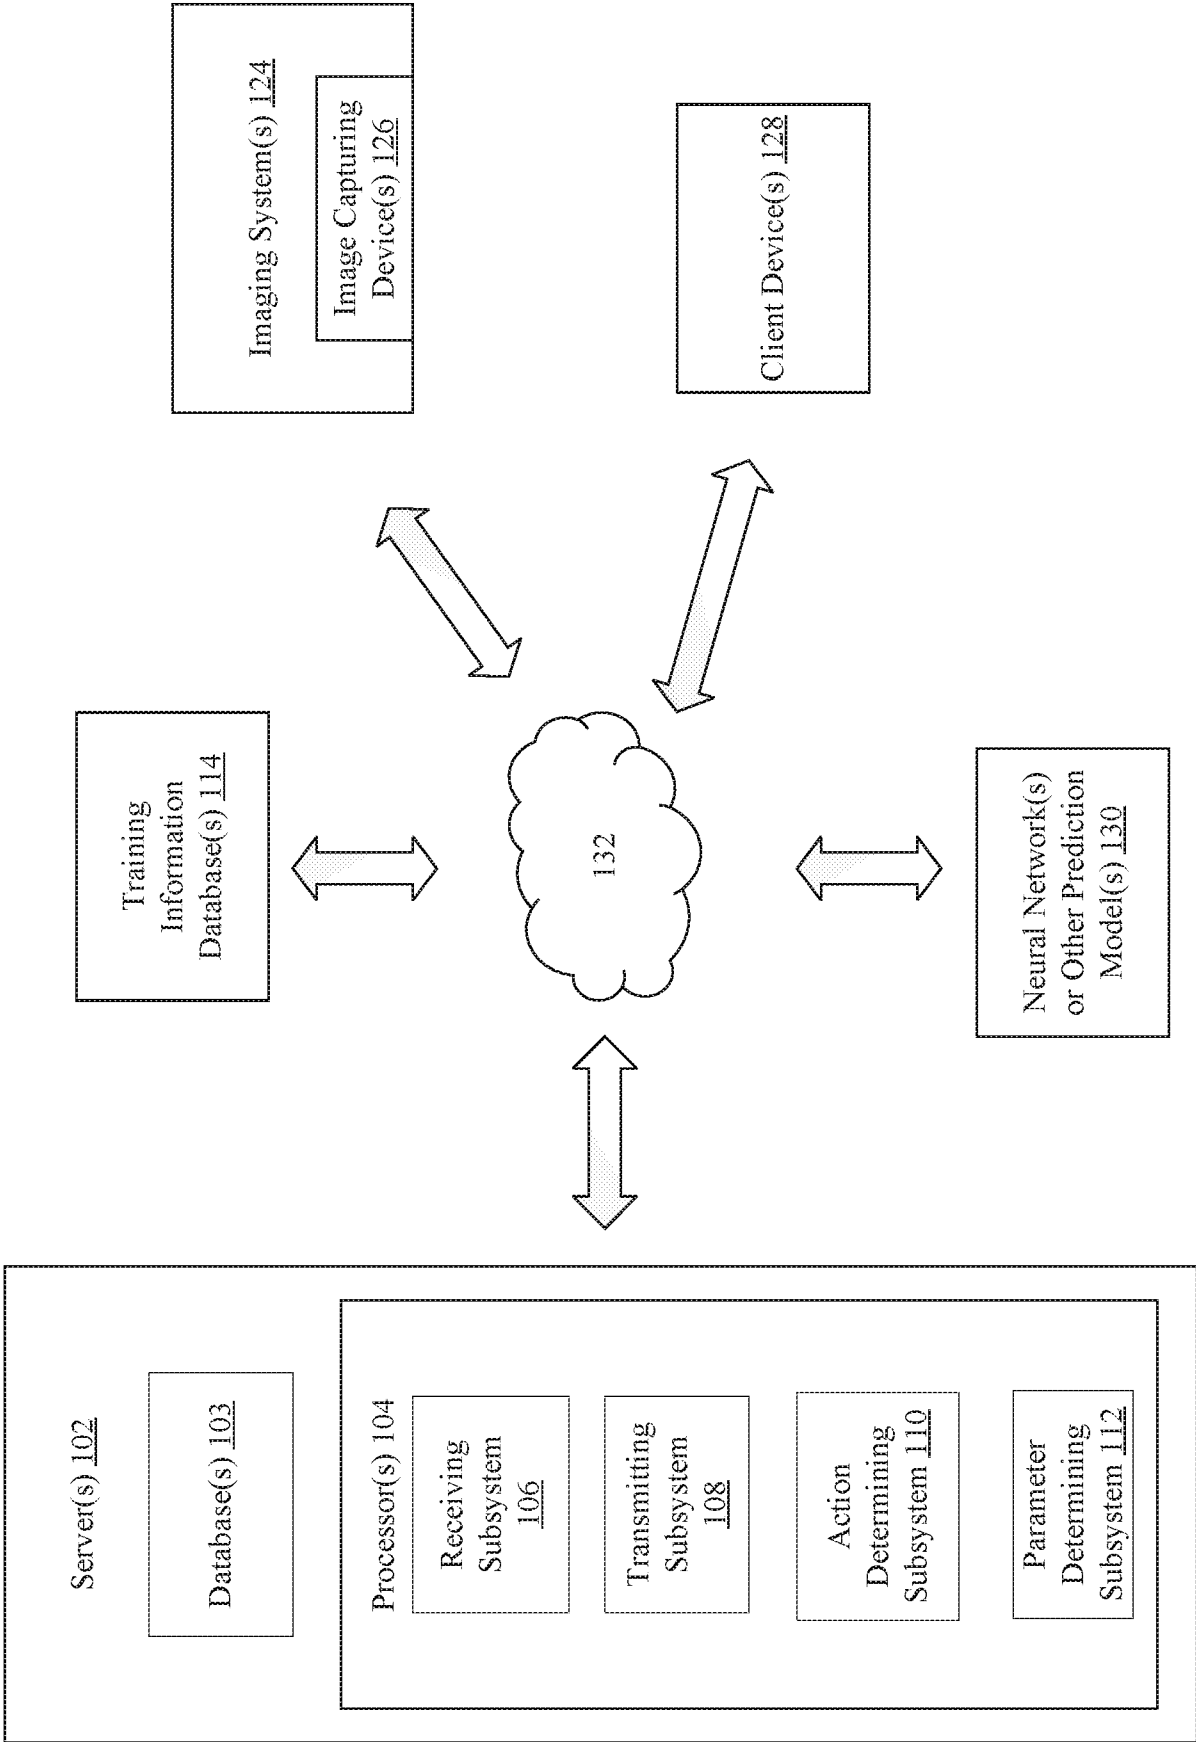 Server(s) 102
Database(s) 103
Processor(s) 104
Receiving
Subsystem
106
Transmitting
Subsystem
108
Action
Determining
Subsystem 110
Parameter
Determining
Subsystem 112
Training
Information
Database(s) 114
132
Neural Network(s)
or Other Prediction
Model(s) 130
Imaging System(s) 124
Image Capturing
Device(s) 126
Client Device(s) 128